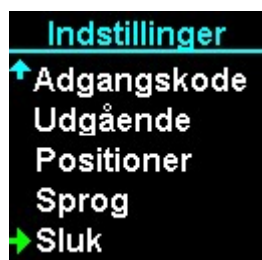 Indstillinger
Adgangskode
Udgående
Positioner
Sprog
Sluk